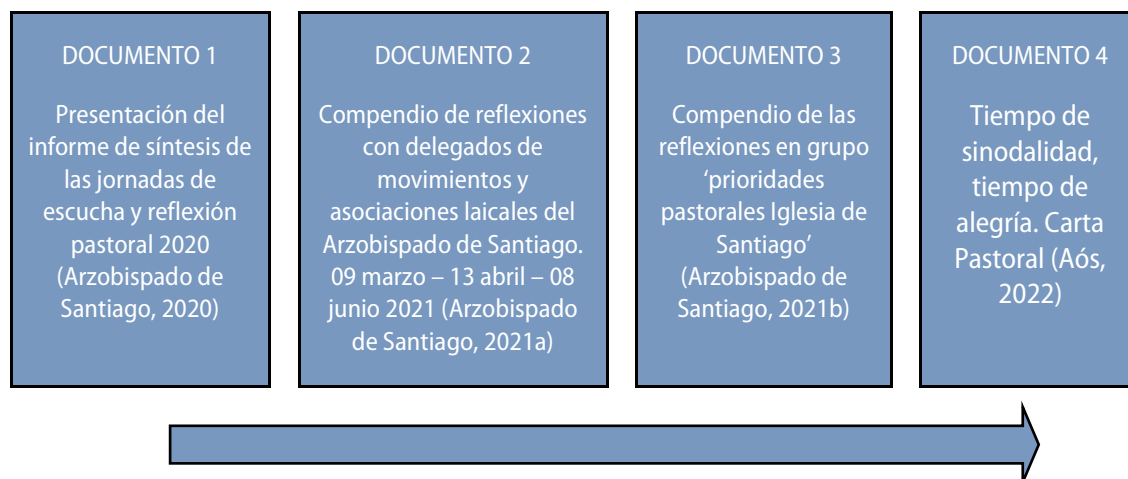 DOCUMENTO 1
Presentación del
informe de síntesis de
las jornadas de
escucha y reflexión
pastoral 2020
(Arzobispado de
Santiago, 2020)
DOCUMENTO 2
Compendio de reflexiones
con delegados de
movimientos y
asociaciones laicales del
Arzobispado de Santiago.
09 marzo – 13 abril – 08
junio 2021 (Arzobispado
de Santiago, 2021a)
DOCUMENTO 3
Compendio de las
reflexiones en grupo
‘prioridades
pastorales Iglesia de
Santiago’
(Arzobispado de
Santiago, 2021b)
DOCUMENTO 4
Tiempo de
sinodalidad,
tiempo de
alegría. Carta
Pastoral (Aós,
2022)